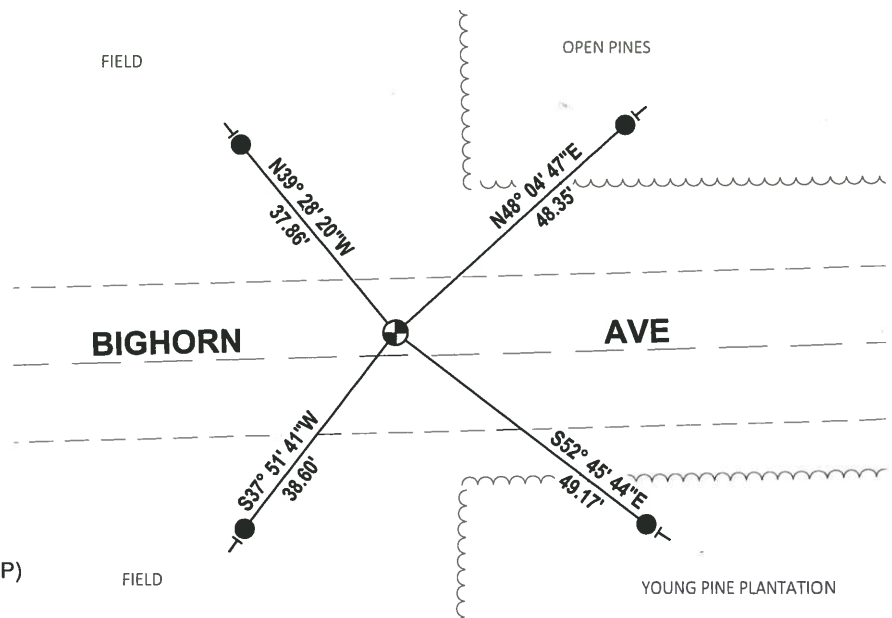 FIELD
OPEN PINES
N39° 28' 20"W
37.86'
N48° 04' 47"E
48.35'
BIGHORN AVE
S37° 51' 41"W
38.60'
S52° 45' 44"E
49.17'
P)
FIELD
YOUNG PINE PLANTATION